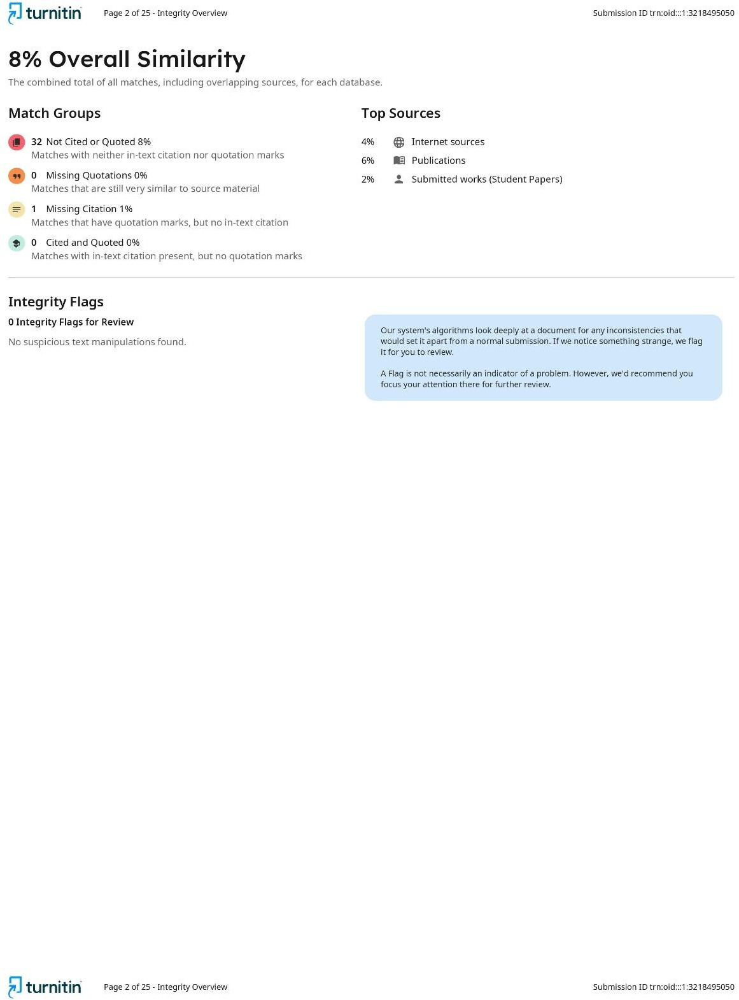 turnitin Page 2 of 25 - Integrity Overview Submission ID trn:oid:::1:3218495050
8% Overall Similarity
The combined total of all matches, including overlapping sources, for each database.
Match Groups
32 Not Cited or Quoted 8%
Matches with neither in-text citation nor quotation marks
0 Missing Quotations 0%
Matches that are still very similar to source material
1 Missing Citation 1%
Matches that have quotation marks, but no in-text citation
0 Cited and Quoted 0%
Matches with in-text citation present, but no quotation marks
Top Sources
4% Internet sources
6% Publications
2% Submitted works (Student Papers)
Integrity Flags
0 Integrity Flags for Review
No suspicious text manipulations found.
Our system's algorithms look deeply at a document for any inconsistencies that
would set it apart from a normal submission. If we notice something strange, we flag
it for you to review.
A Flag is not necessarily an indicator of a problem. However, we'd recommend you
focus your attention there for further review.
turnitin Page 2 of 25 - Integrity Overview Submission ID trn:oid:::1:3218495050